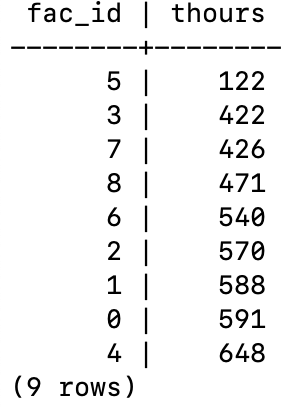 fac_id | thours
--------+--------
5 | 122
3 | 422
7 | 426
8 | 471
6 | 540
2 | 570
1 | 588
0 | 591
4 | 648
(9 rows)